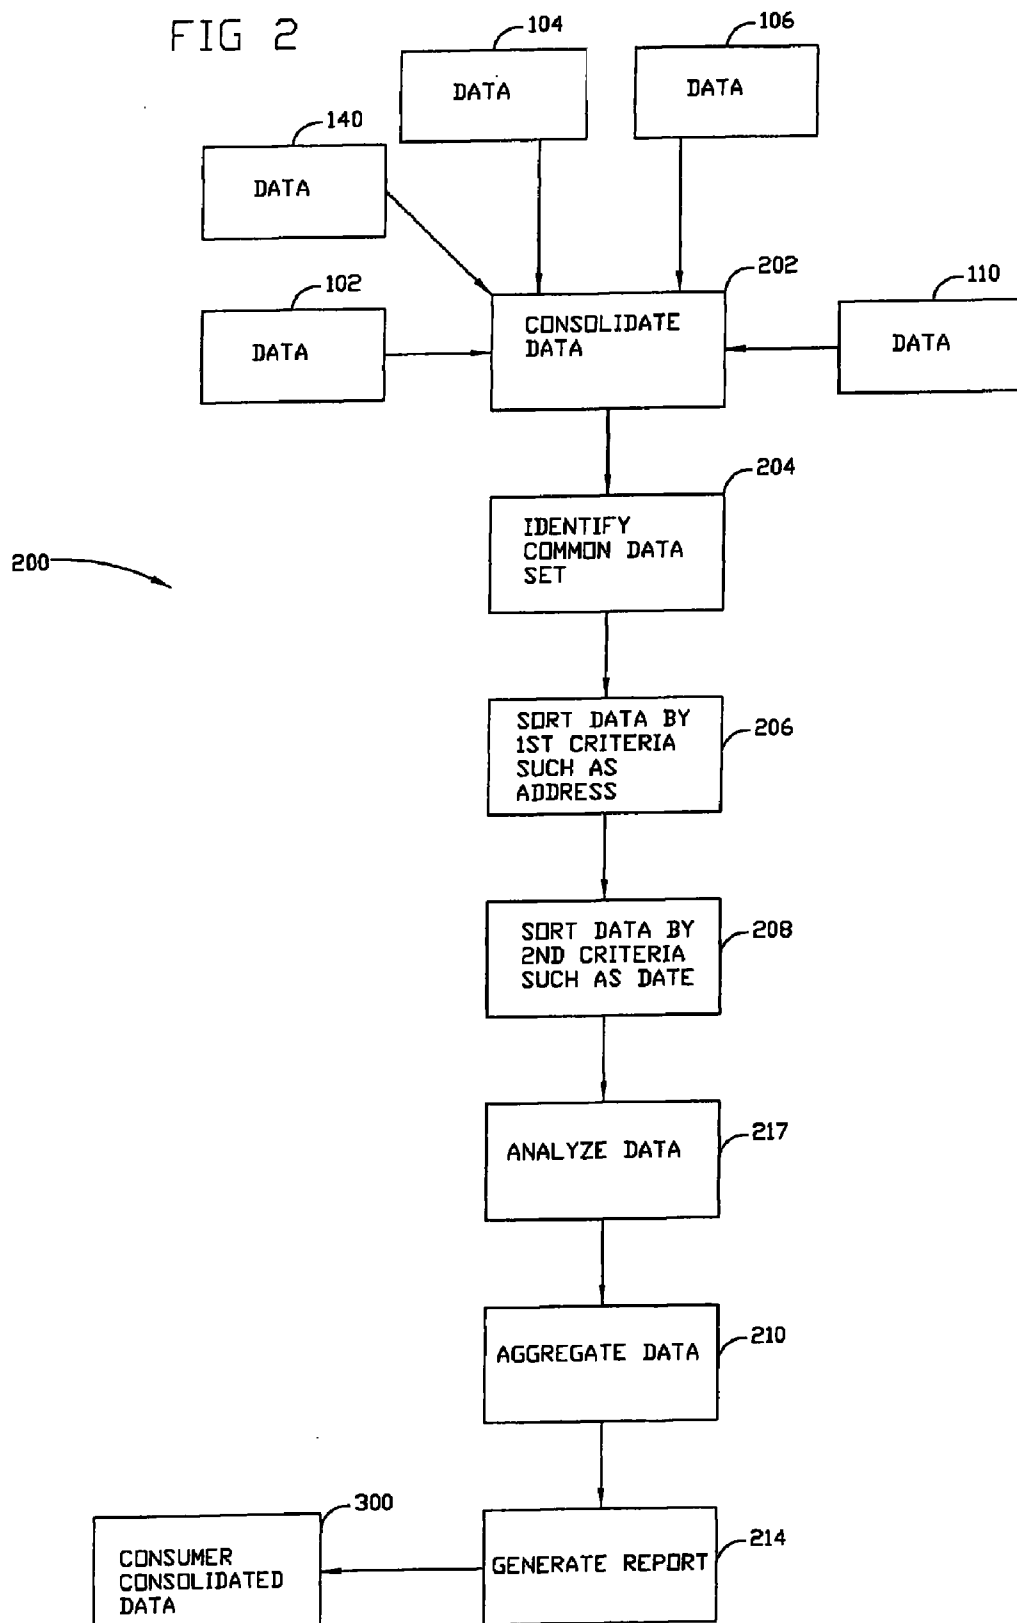 FIG 2
104
DATA
106
DATA
140
DATA
102
DATA
202
CONSOLIDATE
DATA
110
DATA
204
IDENTIFY
COMMON DATA
SET
200
206
SORT DATA BY
1ST CRITERIA
SUCH AS
ADDRESS
208
SORT DATA BY
2ND CRITERIA
SUCH AS DATE
217
ANALYZE DATA
210
AGGREGATE DATA
214
GENERATE REPORT
300
CONSUMER
CONSOLIDATED
DATA